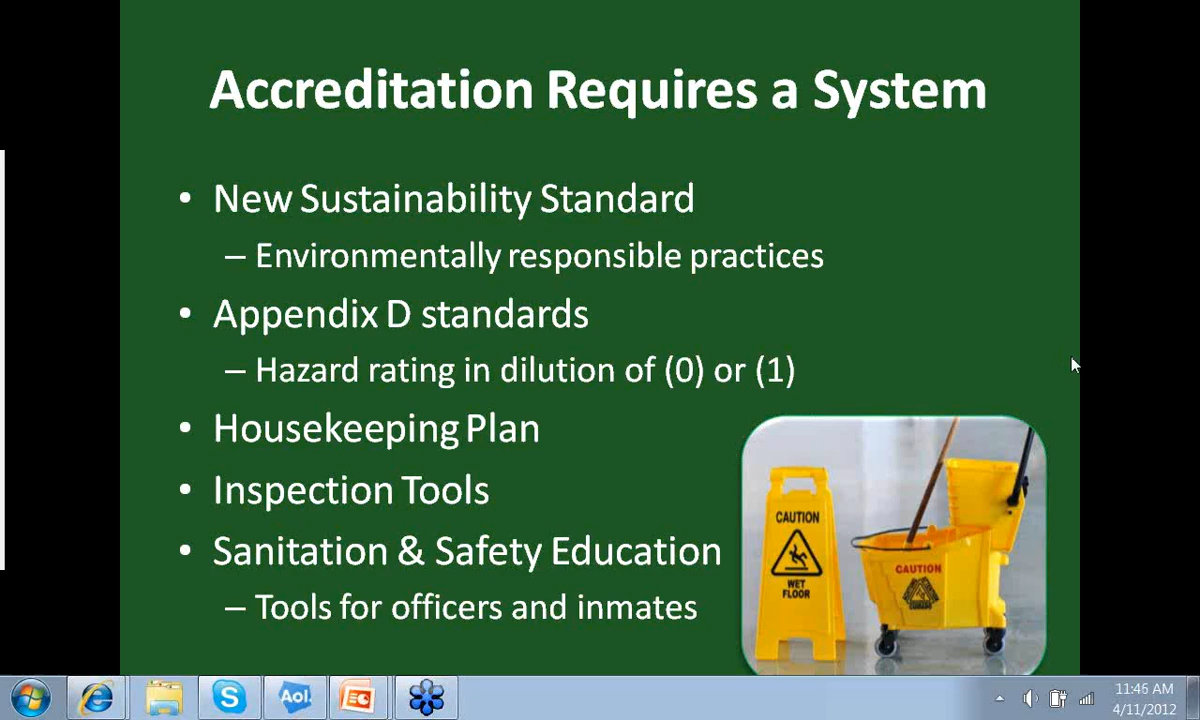 Accreditation Requires a System
• New Sustainability Standard
– Environmentally responsible practices
• Appendix D standards
– Hazard rating in dilution of (0) or (1)
• Housekeeping Plan
• Inspection Tools
• Sanitation & Safety Education
– Tools for officers and inmates
CAUTION
WET
FLOOR
CAUTION
Aol.
11:46 AM
4/11/2012